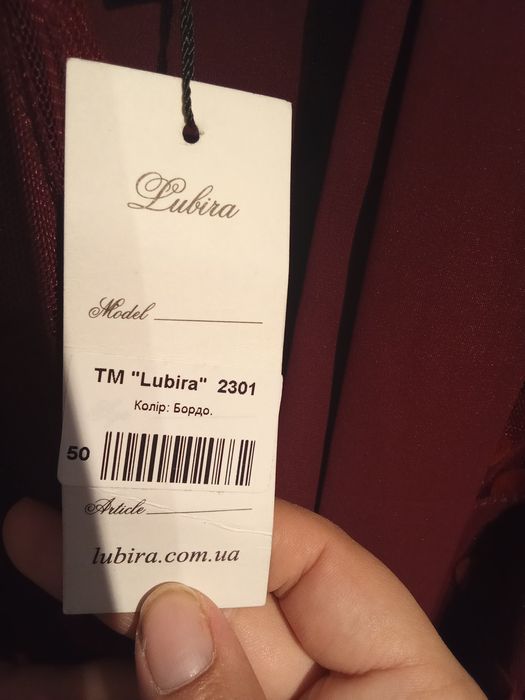 Lubira
Model
TM "Lubira" 2301
Колір: Бордо.
50
Article
lubira.com.ua